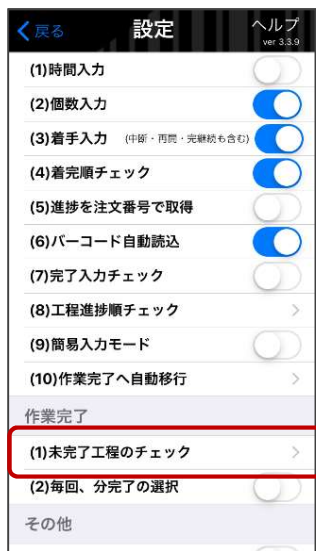 戻る 設定 ヘルプ
ver 3.3.9
(1)時間入力
(2)個数入力
(3)着手入力 (中断・再開・完継続も含む)
(4)着完順チェック
(5)進捗を注文番号で取得
(6)バーコード自動読込
(7)完了入力チェック
(8)工程進捗順チェック
(9)簡易入力モード
(10)作業完了へ自動移行
作業完了
(1)未完了工程のチェック
(2)毎回、分完了の選択
その他